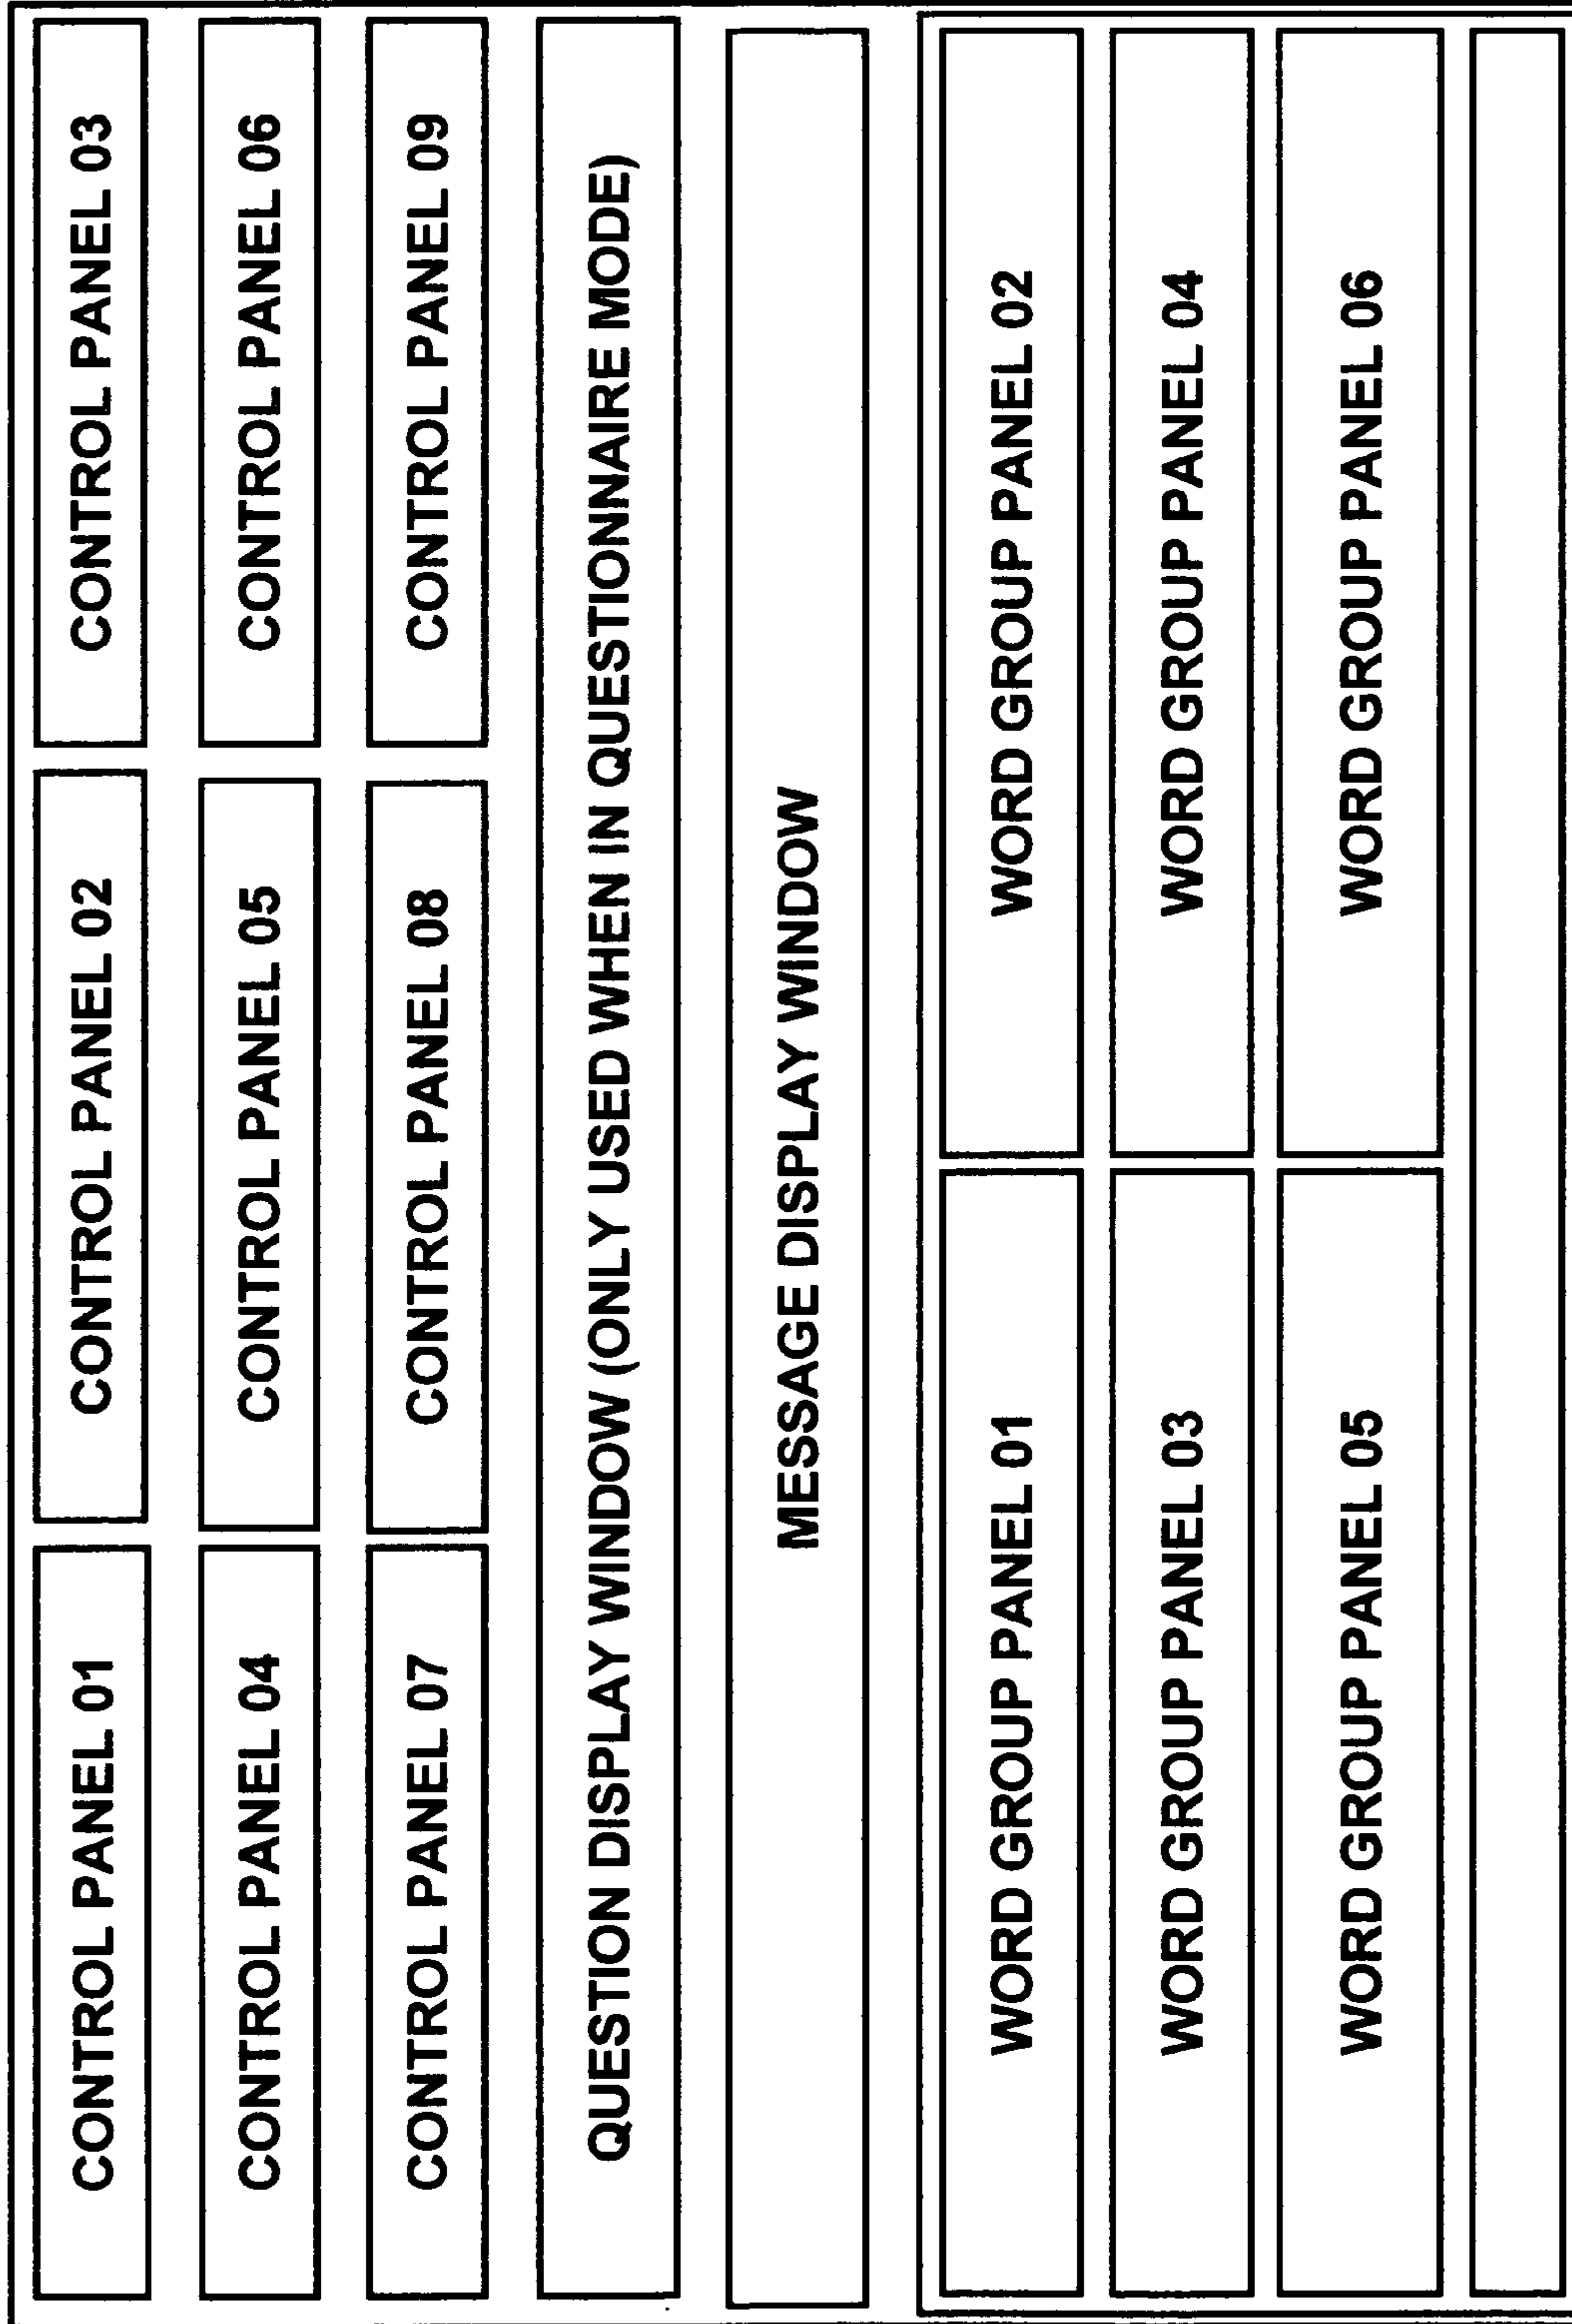 CONTROL PANEL 01
CONTROL PANEL 02
CONTROL PANEL 03
CONTROL PANEL 04
CONTROL PANEL 05
CONTROL PANEL 06
CONTROL PANEL 07
CONTROL PANEL 08
CONTROL PANEL 09
QUESTION DISPLAY WINDOW (ONLY USED WHEN IN QUESTIONNAIRE MODE)
MESSAGE DISPLAY WINDOW
WORD GROUP PANEL 01
WORD GROUP PANEL 02
WORD GROUP PANEL 03
WORD GROUP PANEL 04
WORD GROUP PANEL 05
WORD GROUP PANEL 06